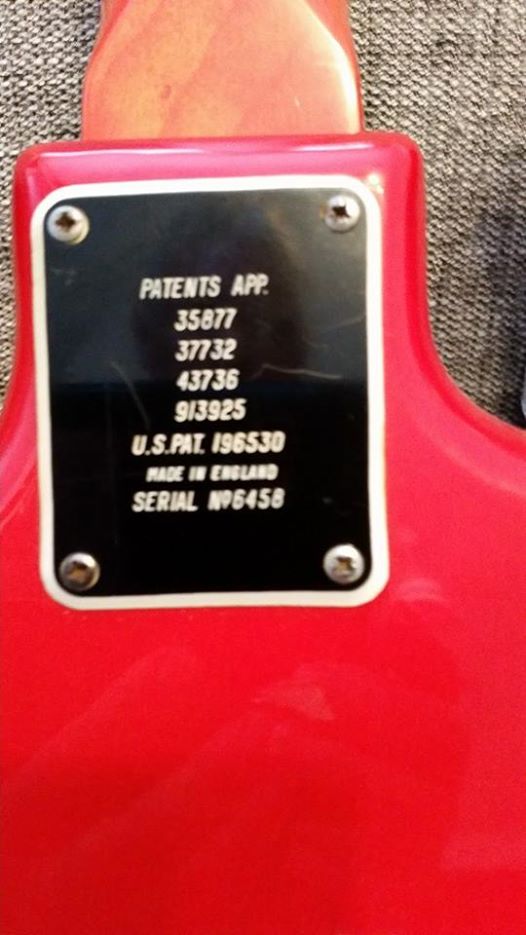 PATENTS APP.
35877
37732
43736
913925
U.S.PAT. 196530
MADE IN ENGLAND
SERIAL Nº6458